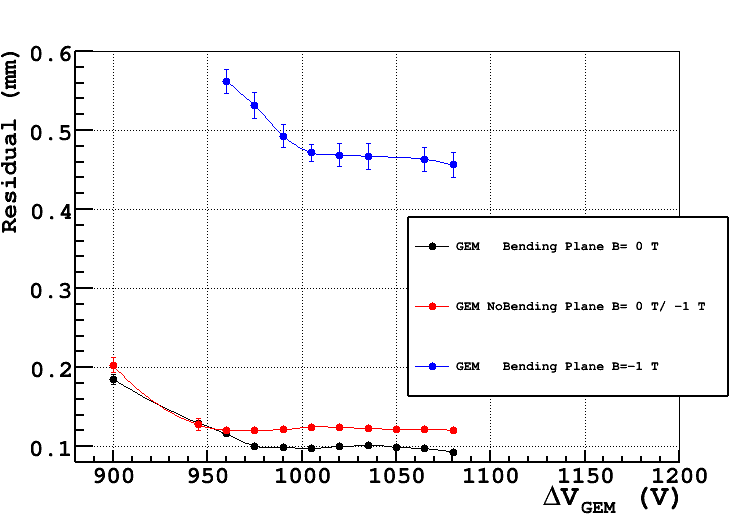 Residual (mm)
0.6
0.5
0.4
0.3
0.2
0.1
GEM Bending Plane B= 0 T
GEM NoBending Plane B= 0 T/ -1 T
GEM Bending Plane B=-1 T
900 950 1000 1050 1100 1150 1200
ΔV_GEM (V)